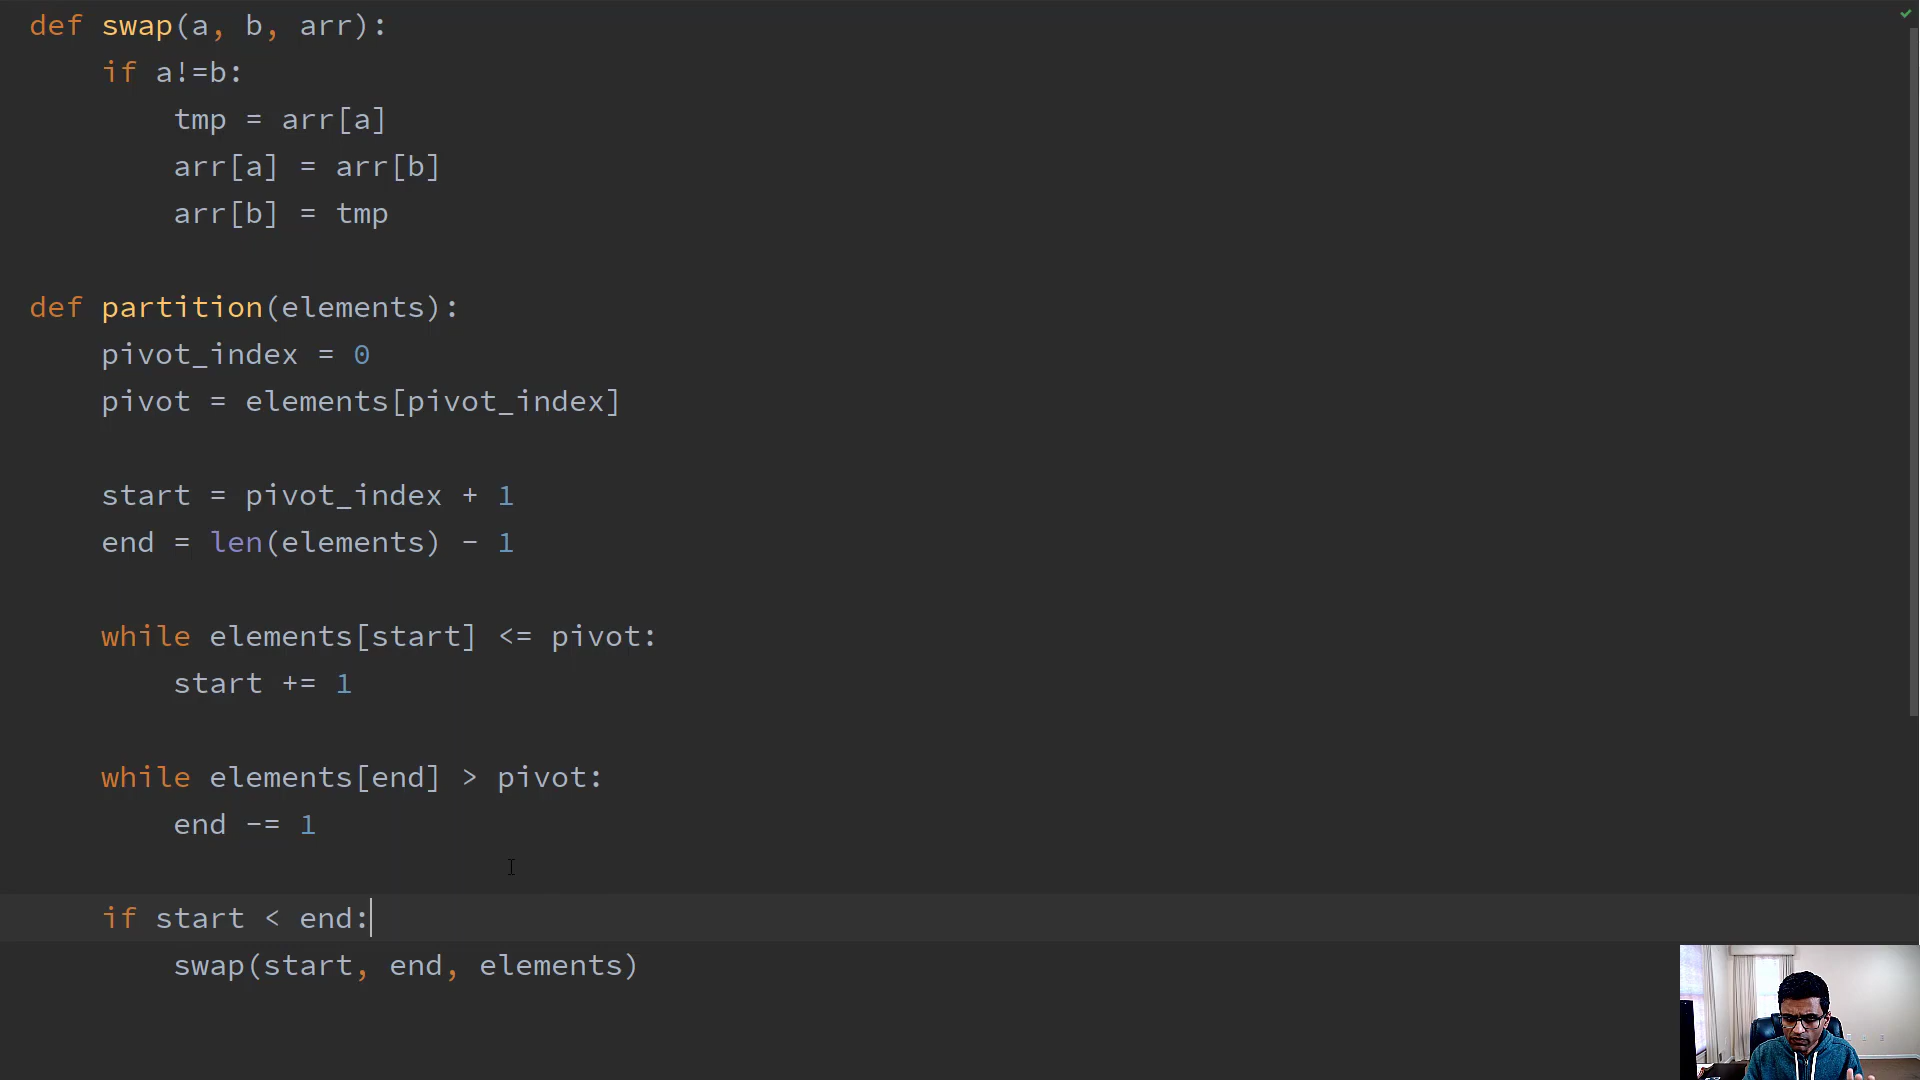 def swap(a, b, arr):
    if a!=b:
        tmp = arr[a]
        arr[a] = arr[b]
        arr[b] = tmp
def partition(elements):
    pivot_index = 0
    pivot = elements[pivot_index]
    start = pivot_index + 1
    end = len(elements) - 1
    while elements[start] <= pivot:
        start += 1
    while elements[end] > pivot:
        end -= 1
    if start < end:
        swap(start, end, elements)